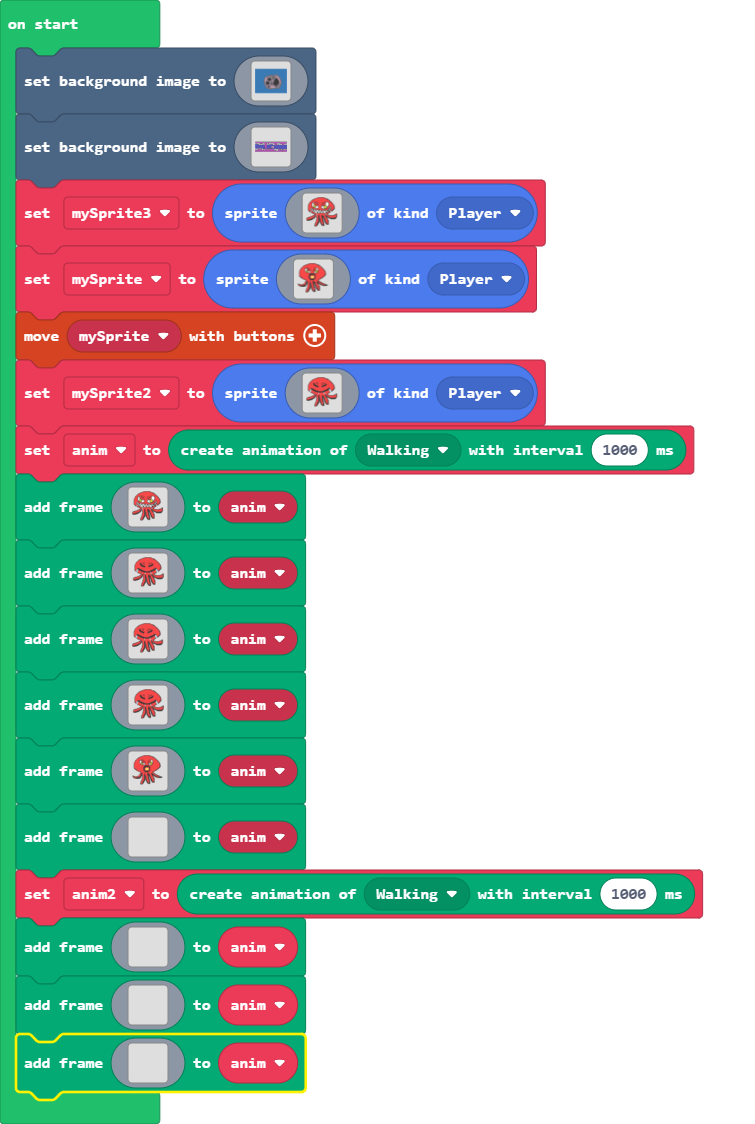 on start
set background image to
set background image to
set mySprite3 to sprite of kind Player
set mySprite to sprite of kind Player
move mySprite with buttons
set mySprite2 to sprite of kind Player
set anim to create animation of Walking with interval 1000 ms
add frame to anim
add frame to anim
add frame to anim
add frame to anim
add frame to anim
add frame to anim
set anim2 to create animation of Walking with interval 1000 ms
add frame to anim
add frame to anim
add frame to anim